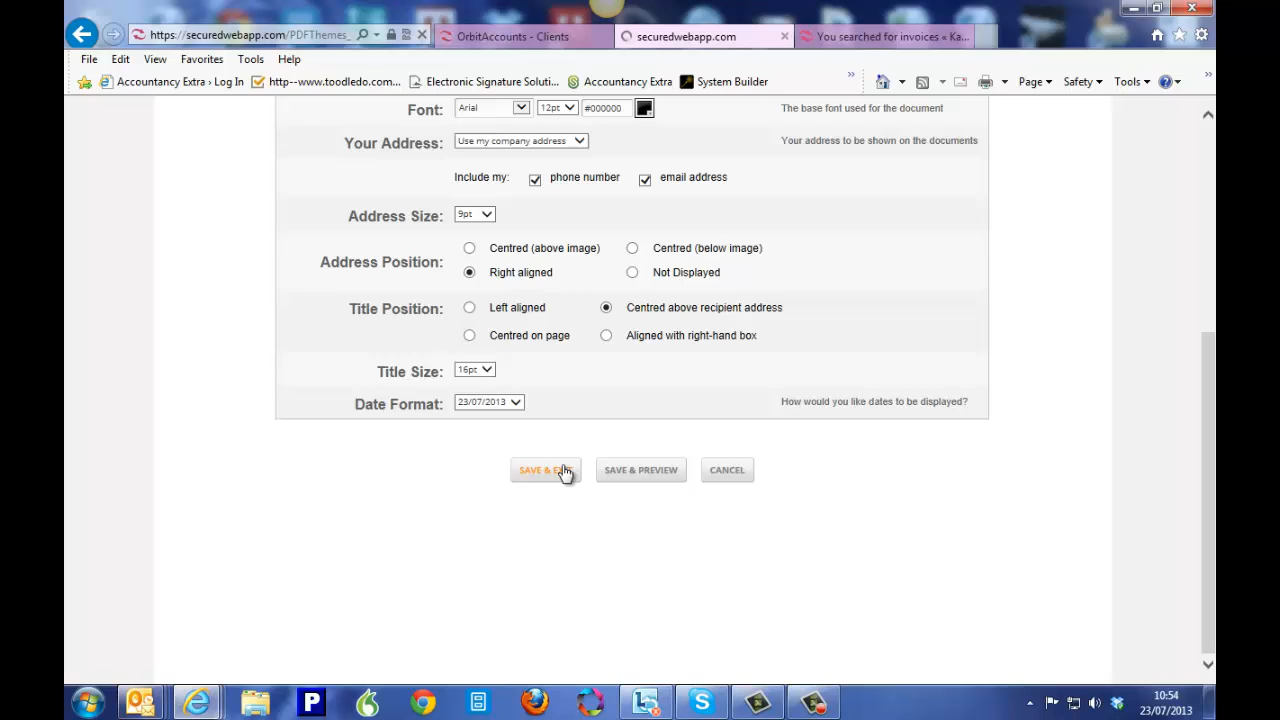 https://securedwebapp.com/PDFThemes_
OrbitAccounts - Clients
securedwebapp.com
You searched for invoices « Ka...
File Edit View Favorites Tools Help
Accountancy Extra › Log In
http--www.toodledo.com...
Electronic Signature Soluti...
Accountancy Extra
System Builder
Page
Safety
Tools
Font: Arial 12pt #000000 The base font used for the document
Your Address: Use my company address Your address to be shown on the documents
Include my: phone number email address
Address Size: 9pt
Centred (above image) Centred (below image)
Address Position:
Right aligned Not Displayed
Title Position: Left aligned Centred above recipient address
Centred on page Aligned with right-hand box
Title Size: 16pt
Date Format: 23/07/2013 How would you like dates to be displayed?
SAVE & SAVE & PREVIEW CANCEL
P
10:54
23/07/2013